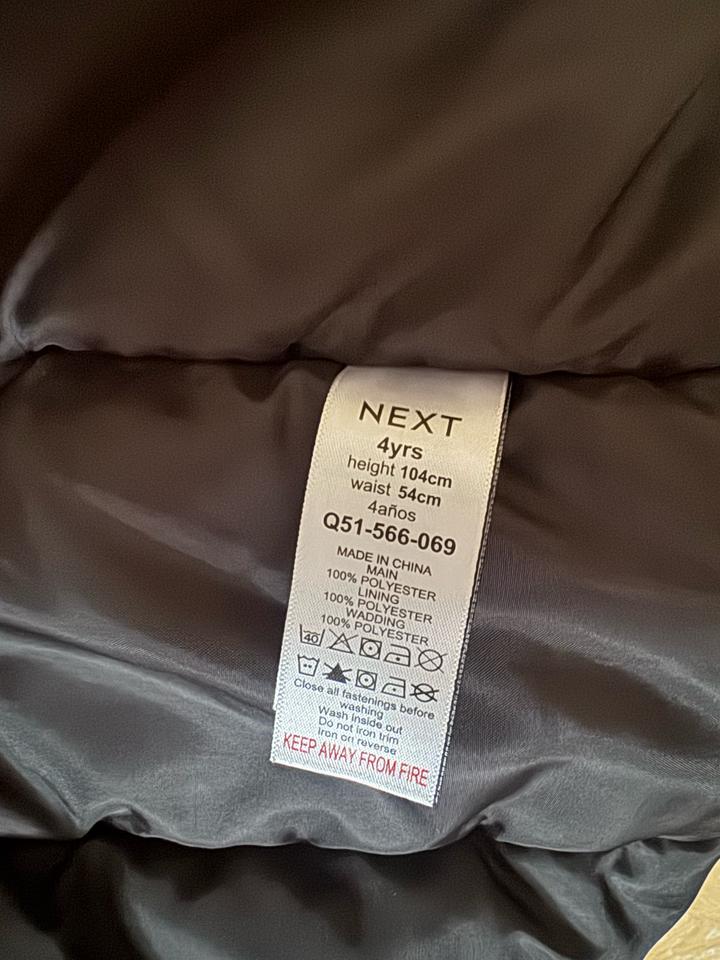 NEXT
4yrs
height 104cm
waist 54cm
4años
Q51-566-069
MADE IN CHINA
MAIN
100% POLYESTER
LINING
100% POLYESTER
WADDING
100% POLYESTER
40
Close all fastenings before
washing
Wash inside out
Do not iron trim
Iron on reverse
KEEP AWAY FROM FIRE